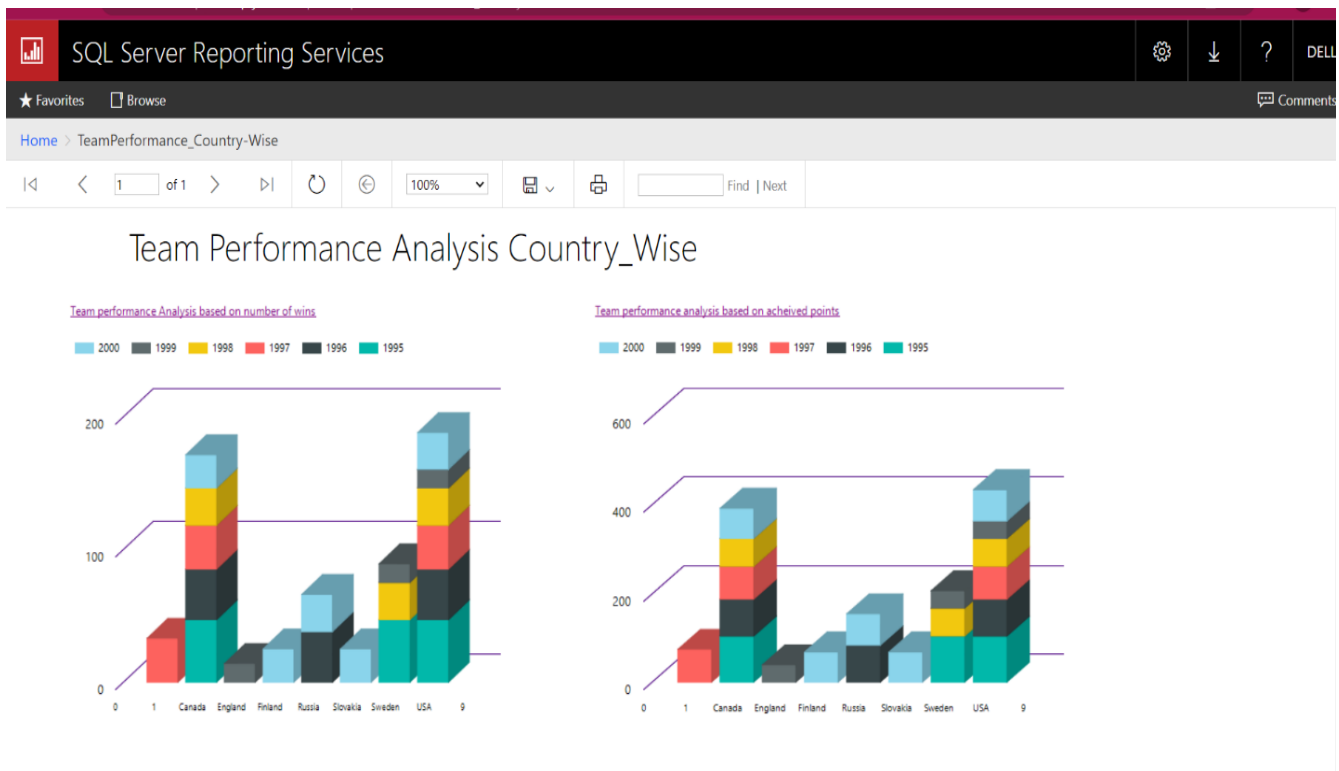 SQL Server Reporting Services
DELL
Favorites Browse
Comments
Home > TeamPerformance_Country-Wise
1 of 1 100% Find | Next
Team Performance Analysis Country_Wise
Team performance Analysis based on number of wins
2000 1999 1998 1997 1996 1995
200
100
0
0 1 Canada England Finland Russia Slovakia Sweden USA 9
Team performance analysis based on acheived points
2000 1999 1998 1997 1996 1995
600
400
200
0
0 1 Canada England Finland Russia Slovakia Sweden USA 9